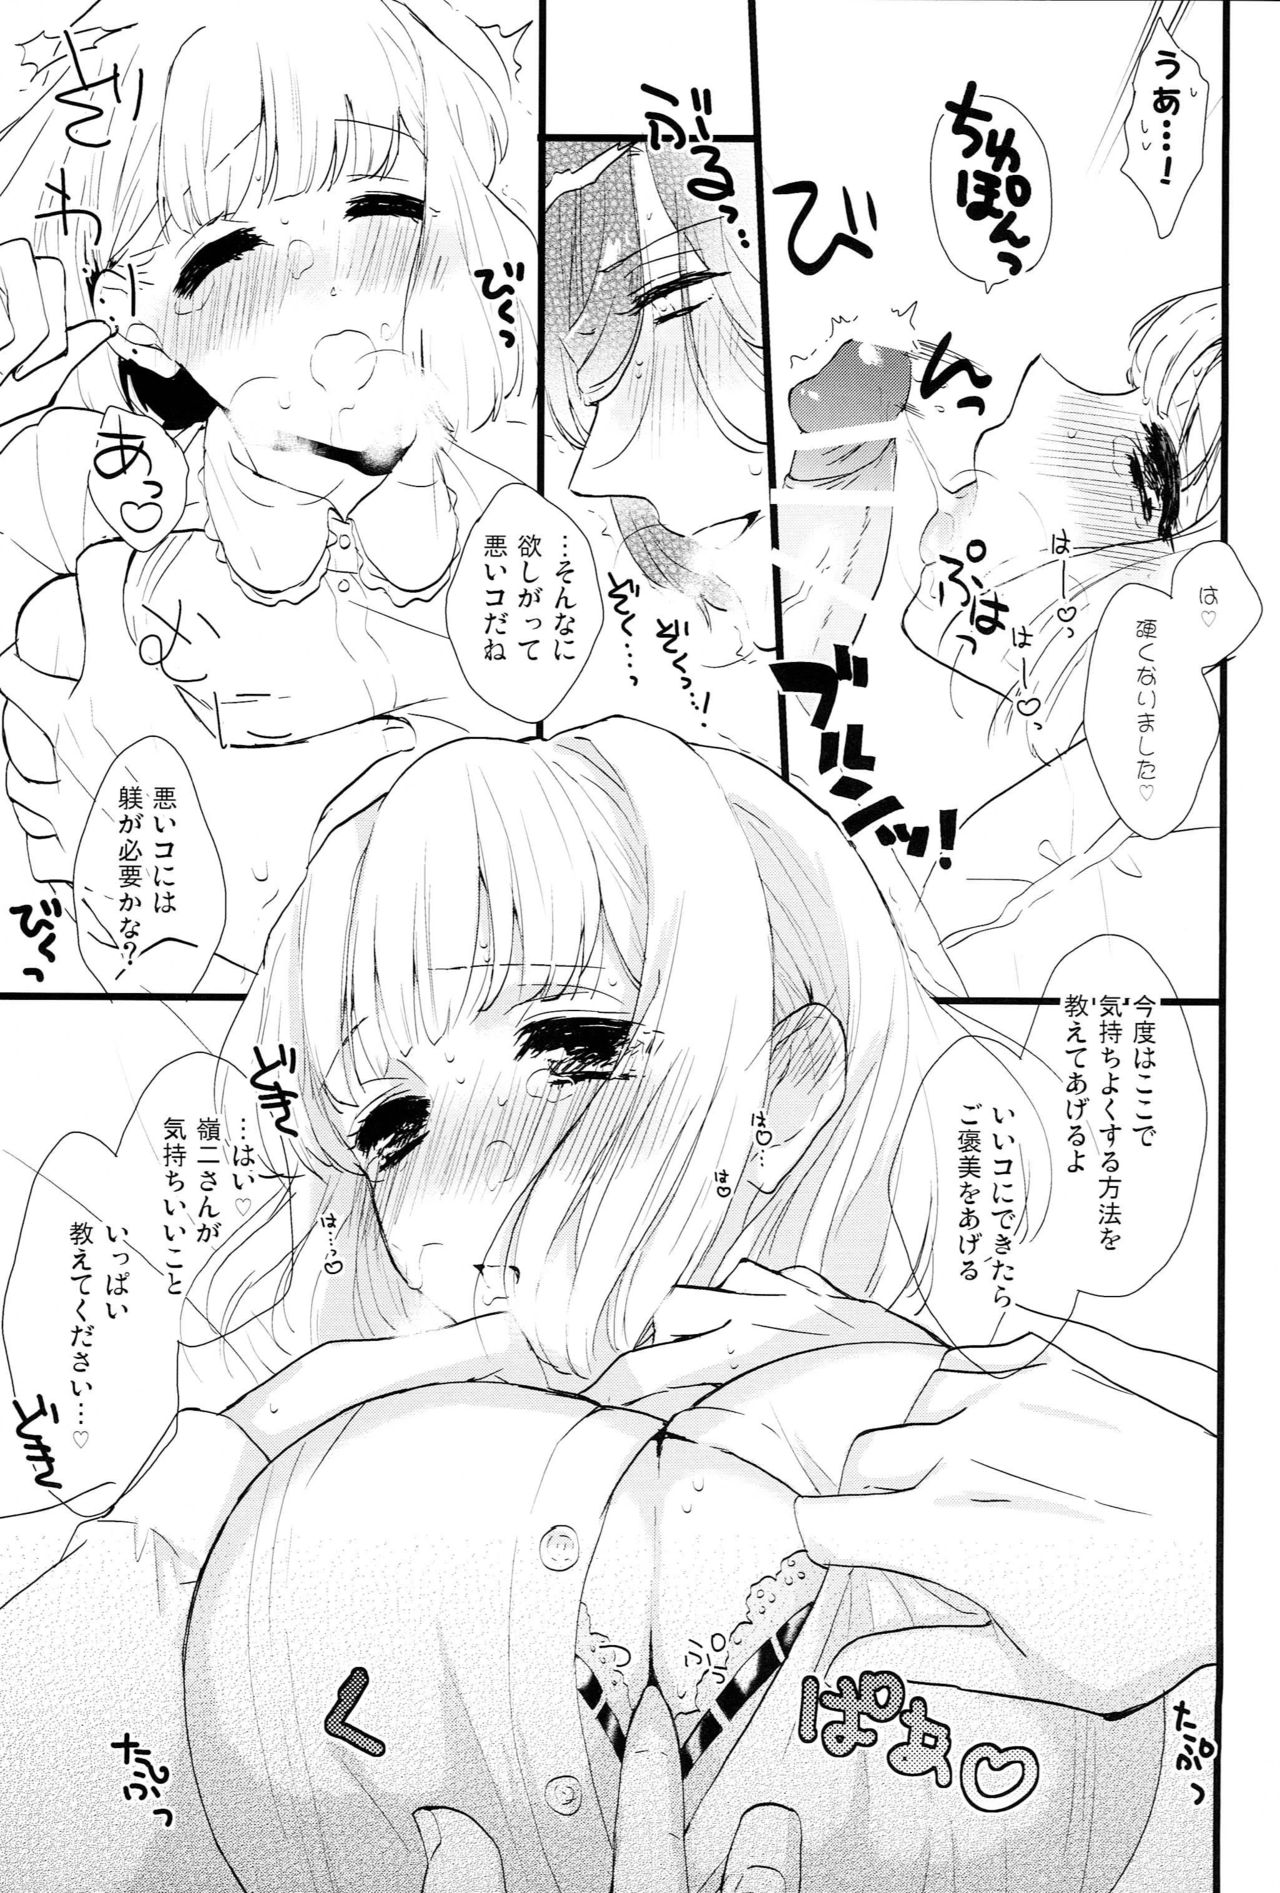 うあ…！
ちゅぽんっ
びんっ
は♡
硬くないました♡
はーっ♡
はーっ♡
ぷはっ
ブルンッ！
ぶるっ…
ぞく……
ぞくっ…！
…そんなに
欲しがって
悪いコだね
びくっ
あっ♡
悪いコには
躾が必要かな？
びくっ
今度はここで
気持ちよくする方法を
教えてあげるよ
いいコにできたら
ご褒美をあげる
は♡…
は♡
は…っ♡
どきん
…はい♡
嶺二さんが
気持ちいいこと
いっぱい
教えてください…♡
どきん
くぱあ♡
たぷっ
たぷっ